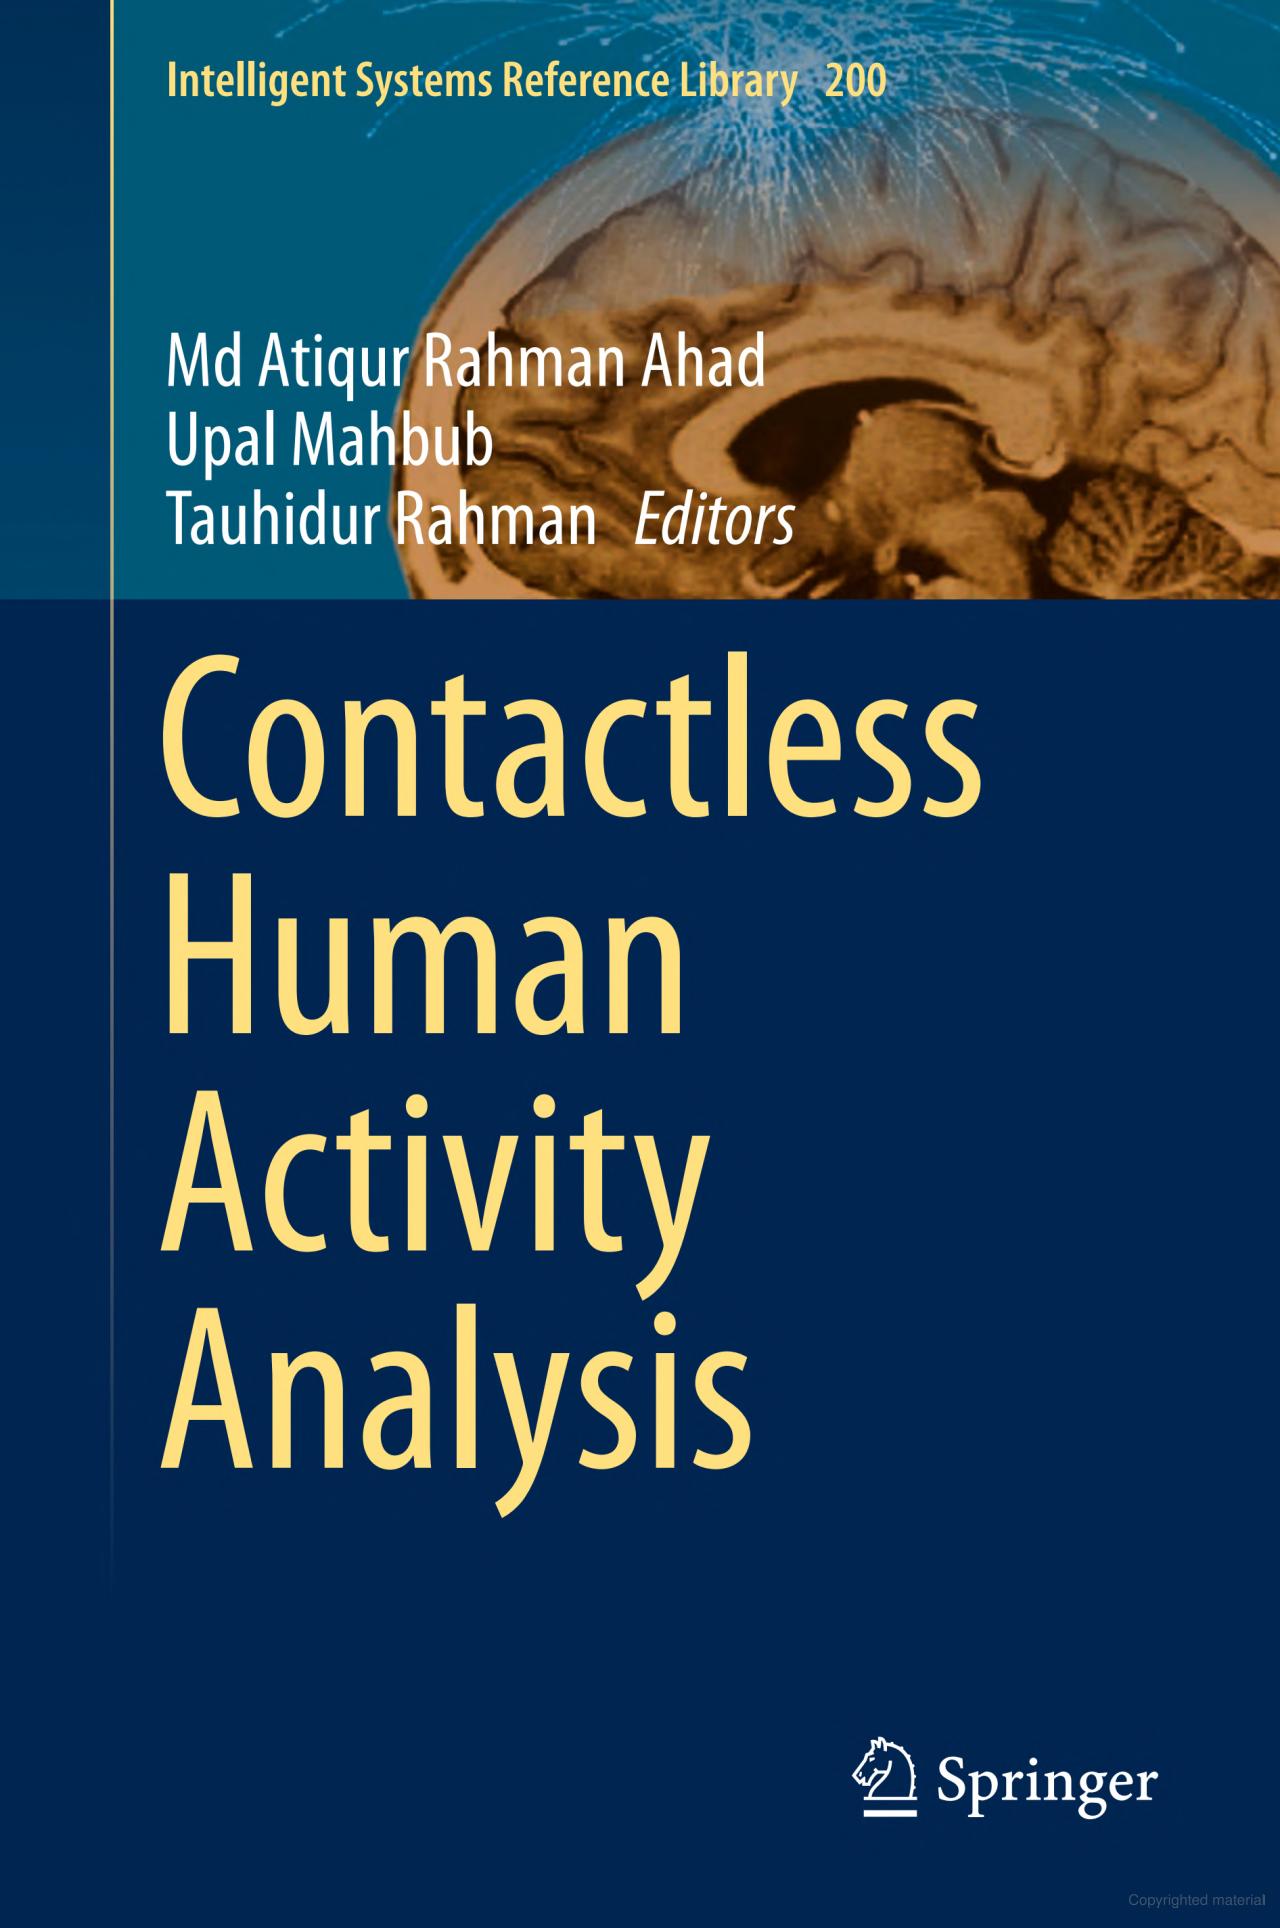 Intelligent Systems Reference Library 200
Md Atiqur Rahman Ahad
Upal Mahbub
Tauhidur Rahman Editors
Contactless
Human
Activity
Analysis
Springer
Copyrighted material